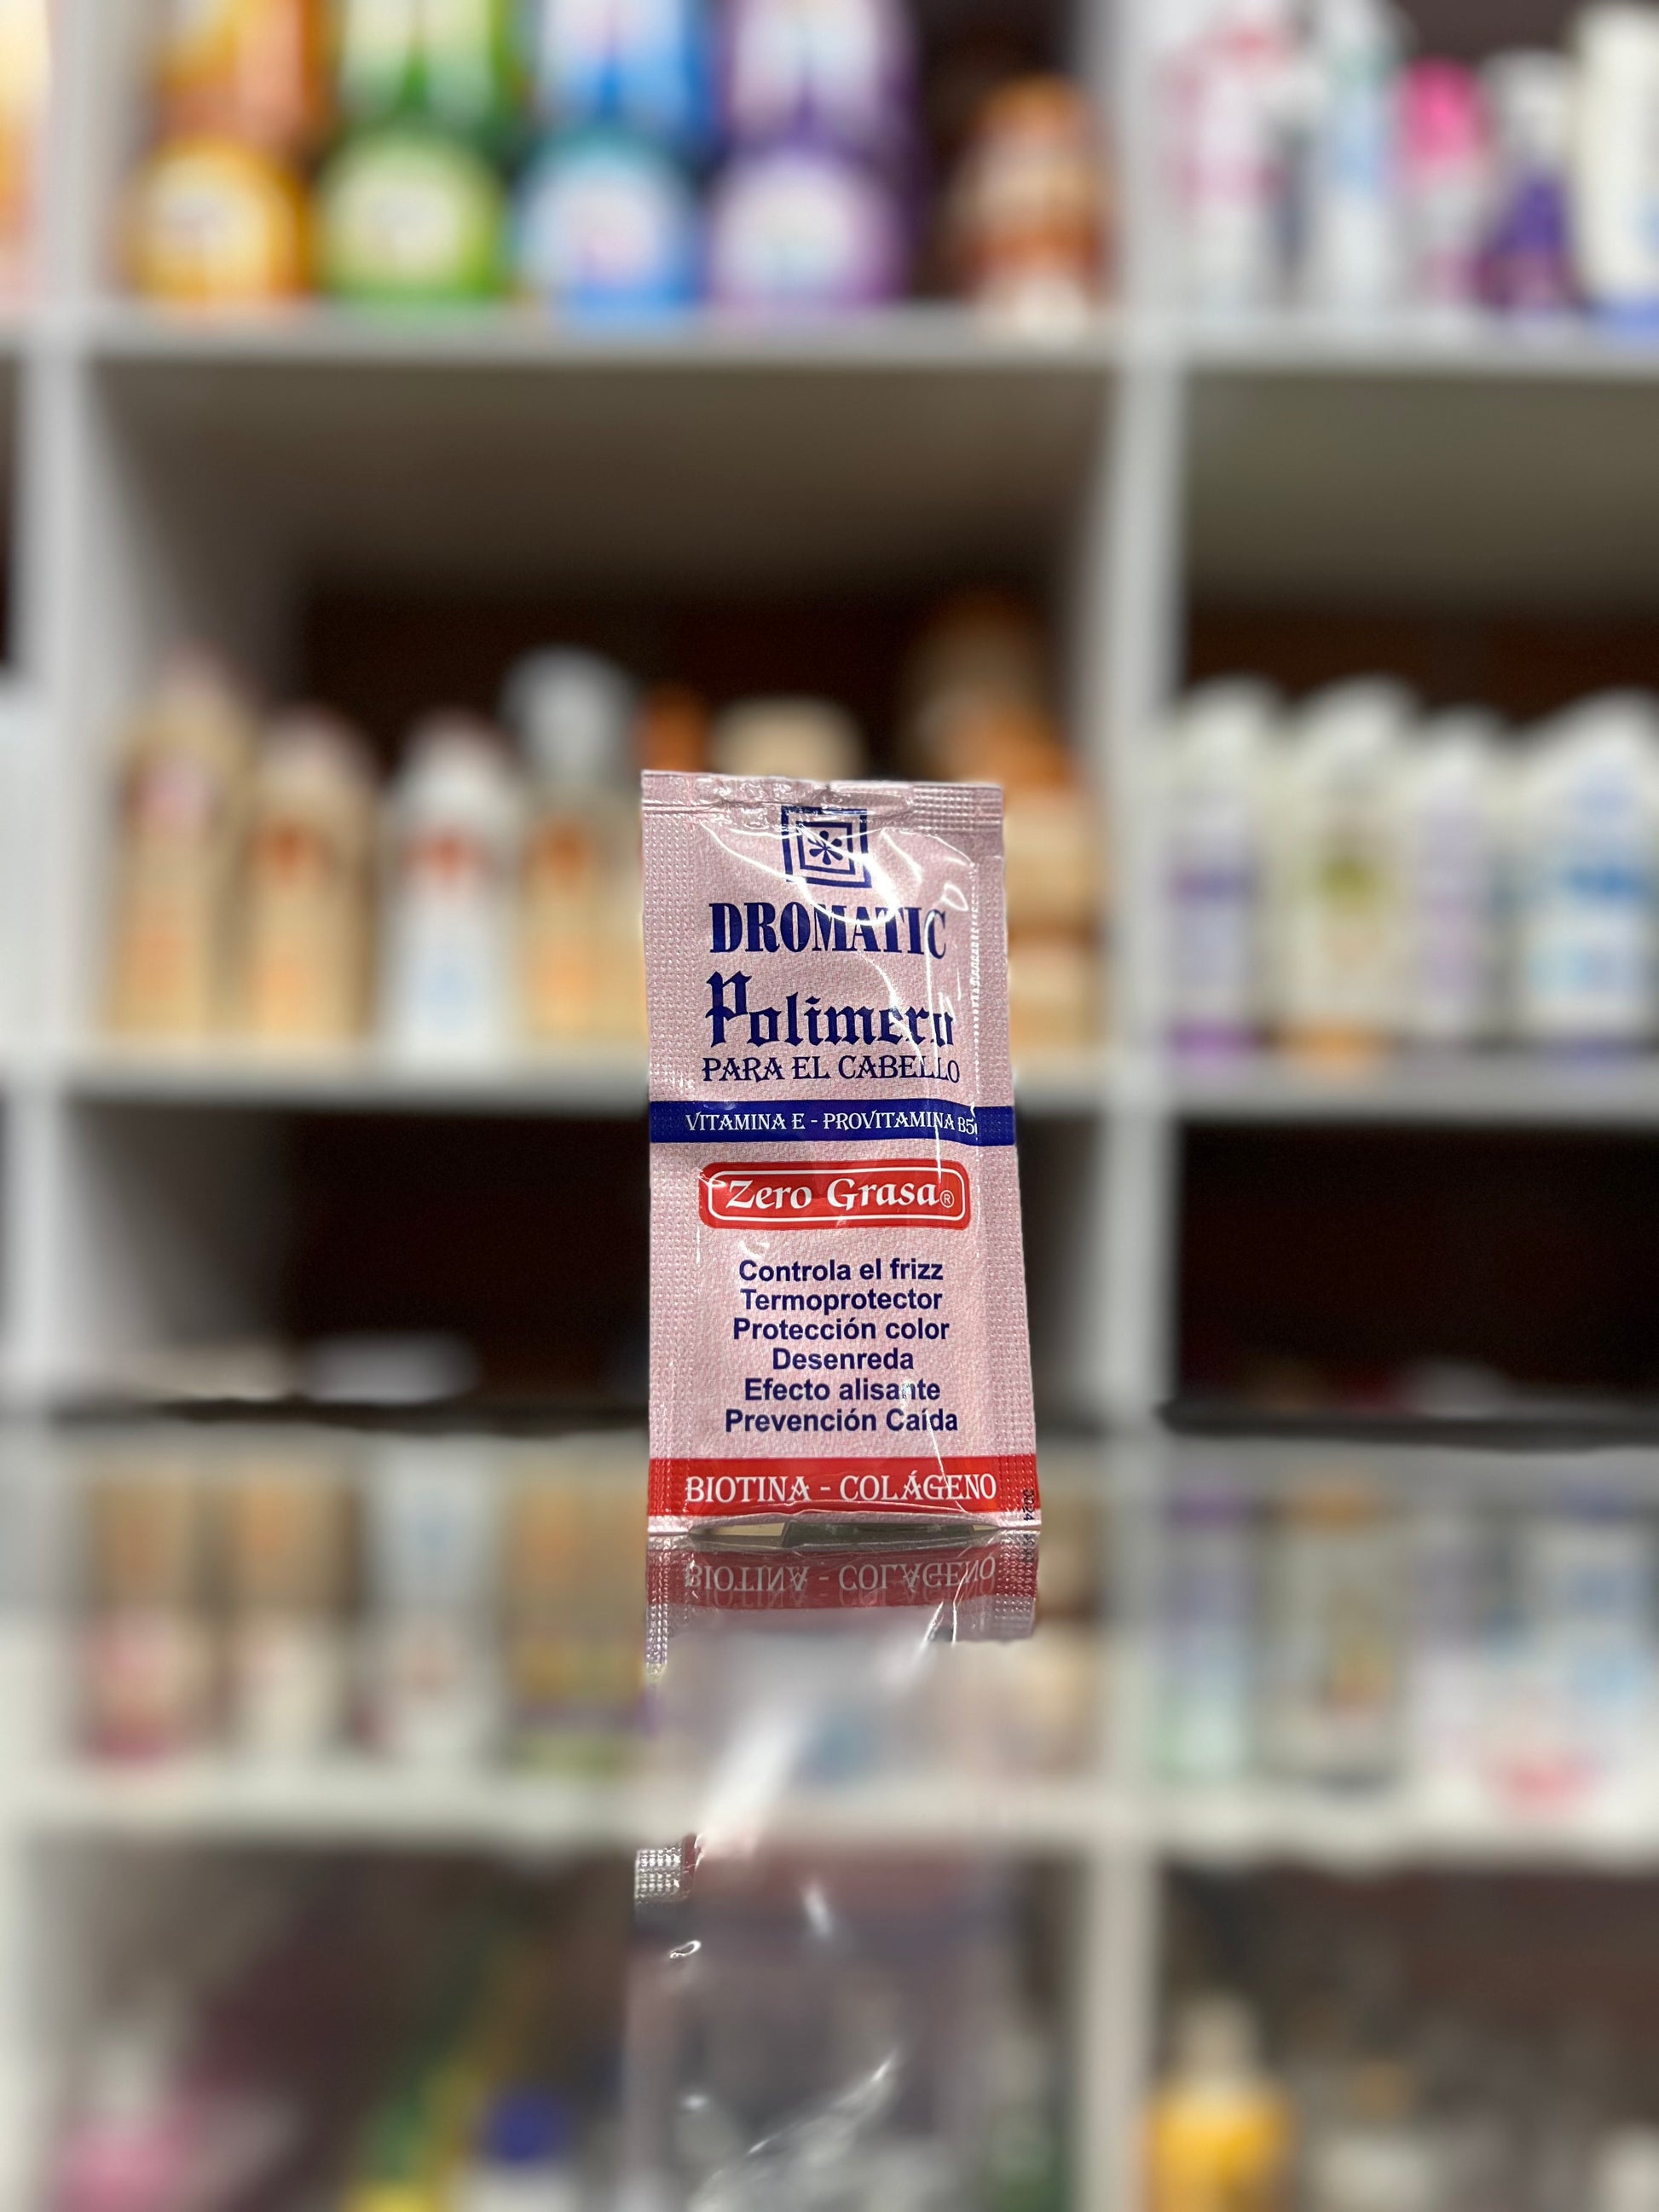 DROMATIC
Polimero
PARA EL CABELLO
VITAMINA E - PROVITAMINA B5
Zero Grasa®
Controla el frizz
Termoprotector
Protección color
Desenreda
Efecto alisante
Prevención Caída
BIOTINA - COLÁGENO